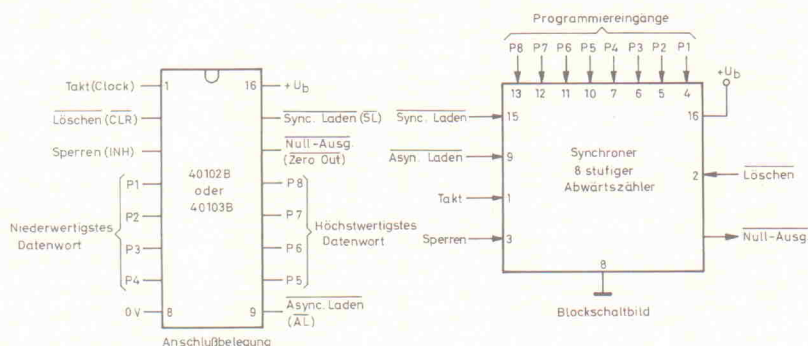 Takt (Clock)
1
16
+Ub
Löschen (CLR)
Sync. Laden (SL)
Sperren (INH)
Null-Ausg.
(Zero Out)
40102B
oder
40103B
P1
P2
P3
P4
Niederwertigstes
Datenwort
P8
P7
P6
P5
Höchstwertigstes
Datenwort
0V
8
9
Async. Laden
(AL)
Anschlußbelegung
Programmiereingänge
P8 P7 P6 P5 P4 P3 P2 P1
13 12 11 10 7 6 5 4
+Ub
16
Sync. Laden
15
Asyn. Laden
9
Synchroner
8 stufiger
Abwärtszähler
2
Löschen
Takt
1
Sperren
3
Null-Ausg
8
Blockschaltbild